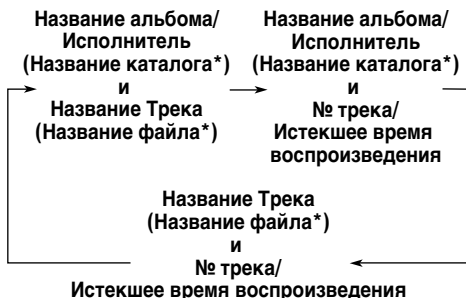 Название альбома/
Исполнитель
(Название каталога*)
и
Название Трека
(Название файла*)
Название альбома/
Исполнитель
(Название каталога*)
и
№ трека/
Истекшее время
воспроизведения
Название Трека
(Название файла*)
и
№ трека/
Истекшее время воспроизведения